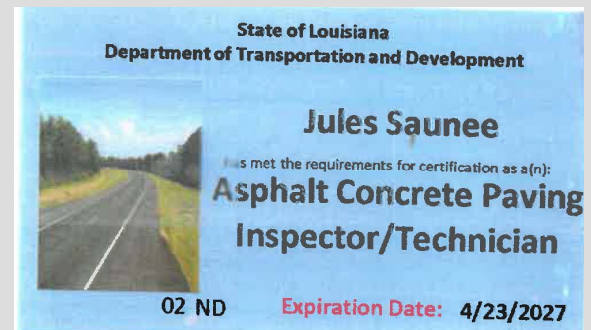 State of Louisiana
Department of Transportation and Development
Jules Saunee
has met the requirements for certification as a(n):
Asphalt Concrete Paving
Inspector/Technician
02 ND Expiration Date: 4/23/2027